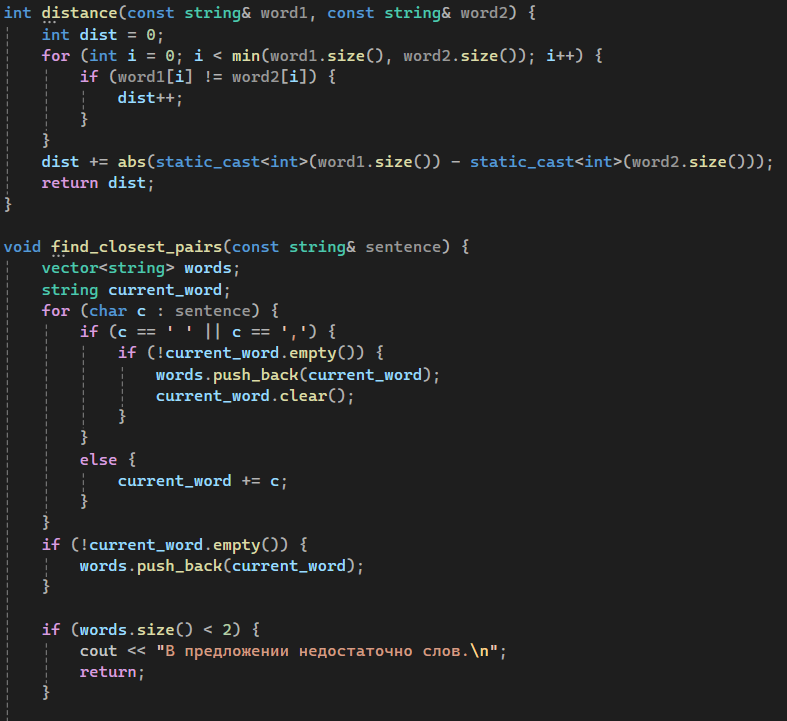 int distance(const string& word1, const string& word2) {
    int dist = 0;
    for (int i = 0; i < min(word1.size(), word2.size()); i++) {
        if (word1[i] != word2[i]) {
            dist++;
        }
    }
    dist += abs(static_cast<int>(word1.size()) - static_cast<int>(word2.size()));
    return dist;
}

void find_closest_pairs(const string& sentence) {
    vector<string> words;
    string current_word;
    for (char c : sentence) {
        if (c == ' ' || c == ',') {
            if (!current_word.empty()) {
                words.push_back(current_word);
                current_word.clear();
            }
        }
        else {
            current_word += c;
        }
    }
    if (!current_word.empty()) {
        words.push_back(current_word);
    }

    if (words.size() < 2) {
        cout << "В предложении недостаточно слов.\n";
        return;
    }